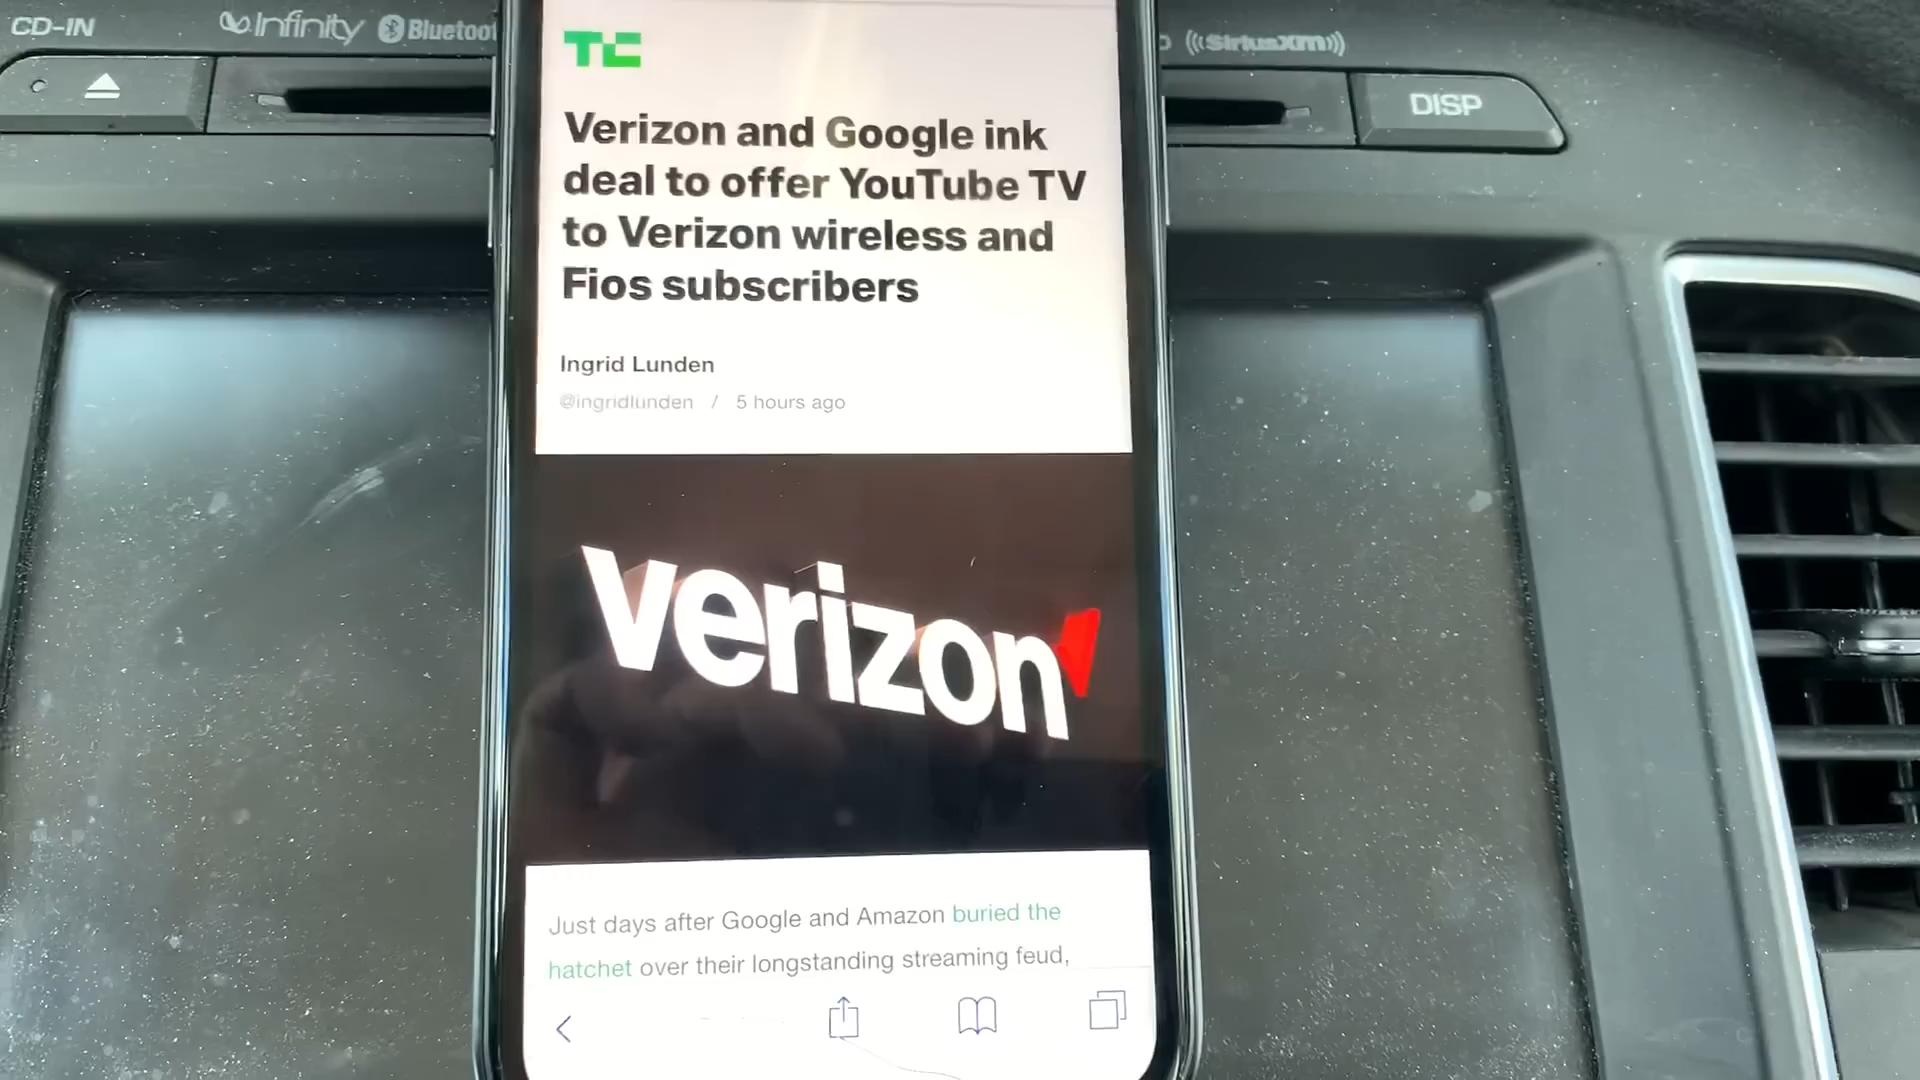 CD-IN
Infinity
Bluetoot
((SiriusXM))
DISP
TC
Verizon and Google ink
deal to offer YouTube TV
to Verizon wireless and
Fios subscribers
Ingrid Lunden
@ingridlunden / 5 hours ago
verizon
Just days after Google and Amazon buried the
hatchet over their longstanding streaming feud,